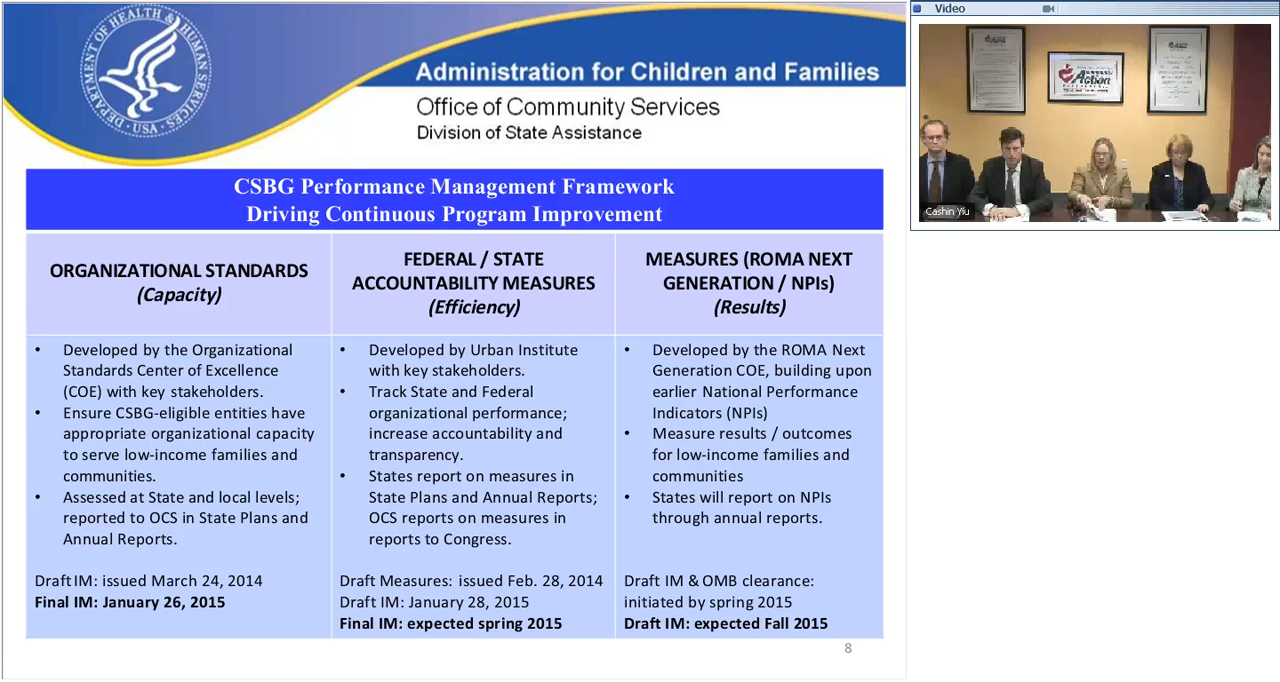 DEPARTMENT OF HEALTH & HUMAN SERVICES · USA
Administration for Children and Families
Office of Community Services
Division of State Assistance
CSBG Performance Management Framework
Driving Continuous Program Improvement
ORGANIZATIONAL STANDARDS
(Capacity)
FEDERAL / STATE
ACCOUNTABILITY MEASURES
(Efficiency)
MEASURES (ROMA NEXT
GENERATION / NPIs)
(Results)
• Developed by the Organizational
Standards Center of Excellence
(COE) with key stakeholders.
• Ensure CSBG-eligible entities have
appropriate organizational capacity
to serve low-income families and
communities.
• Assessed at State and local levels;
reported to OCS in State Plans and
Annual Reports.
Draft IM: issued March 24, 2014
Final IM: January 26, 2015
• Developed by Urban Institute
with key stakeholders.
• Track State and Federal
organizational performance;
increase accountability and
transparency.
• States report on measures in
State Plans and Annual Reports;
OCS reports on measures in
reports to Congress.
Draft Measures: issued Feb. 28, 2014
Draft IM: January 28, 2015
Final IM: expected spring 2015
• Developed by the ROMA Next
Generation COE, building upon
earlier National Performance
Indicators (NPIs)
• Measure results / outcomes
for low-income families and
communities
• States will report on NPIs
through annual reports.
Draft IM & OMB clearance:
initiated by spring 2015
Draft IM: expected Fall 2015
8
Video
Action
Cashin Yiu